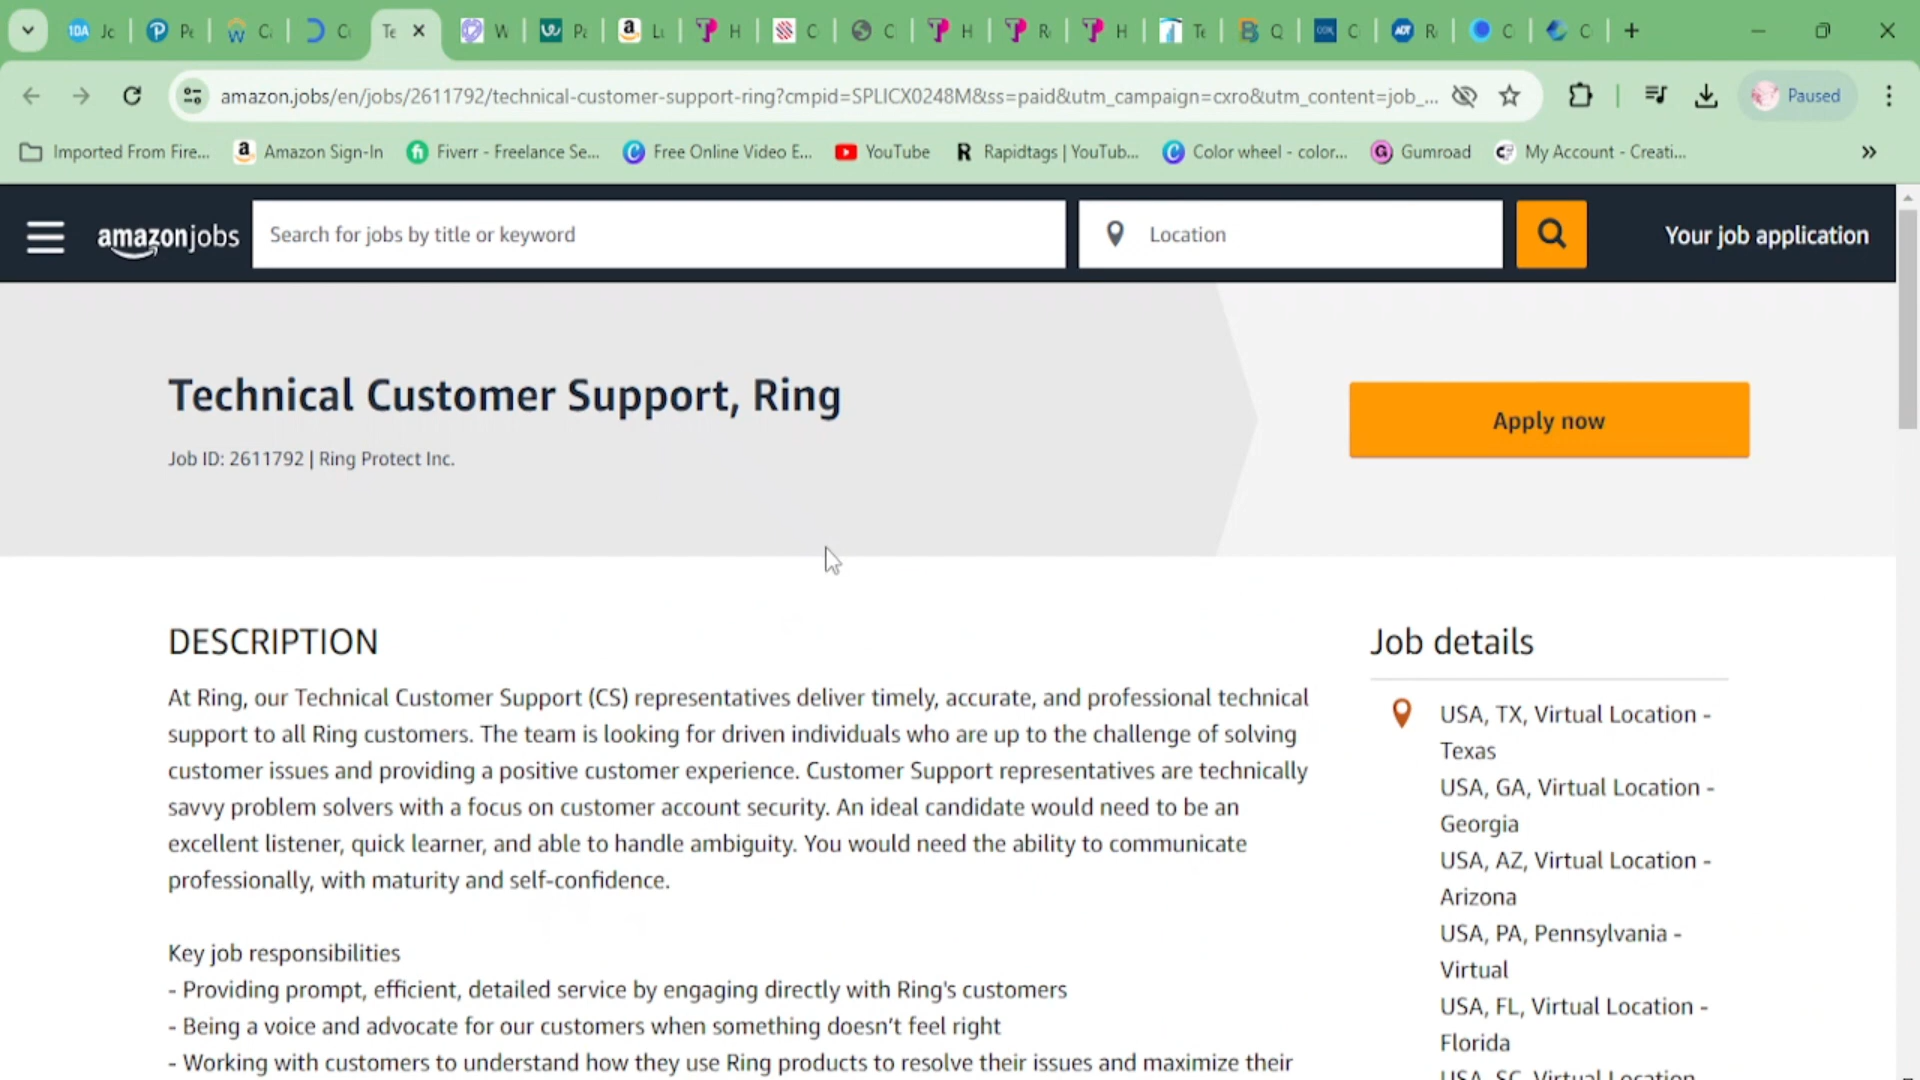 amazon.jobs/en/jobs/2611792/technical-customer-support-ring?cmpid=SPLICX0248M&ss=paid&utm_campaign=cxro&utm_content=job_...
Paused
Imported From Fire...
Amazon Sign-In
Fiverr - Freelance Se...
Free Online Video E...
YouTube
Rapidtags | YouTub...
Color wheel - color...
Gumroad
My Account - Creati...
amazonjobs
Search for jobs by title or keyword
Location
Your job application
Technical Customer Support, Ring
Job ID: 2611792 | Ring Protect Inc.
Apply now
DESCRIPTION
At Ring, our Technical Customer Support (CS) representatives deliver timely, accurate, and professional technical
support to all Ring customers. The team is looking for driven individuals who are up to the challenge of solving
customer issues and providing a positive customer experience. Customer Support representatives are technically
savvy problem solvers with a focus on customer account security. An ideal candidate would need to be an
excellent listener, quick learner, and able to handle ambiguity. You would need the ability to communicate
professionally, with maturity and self-confidence.
Key job responsibilities
- Providing prompt, efficient, detailed service by engaging directly with Ring's customers
- Being a voice and advocate for our customers when something doesn't feel right
- Working with customers to understand how they use Ring products to resolve their issues and maximize their
Job details
USA, TX, Virtual Location -
Texas
USA, GA, Virtual Location -
Georgia
USA, AZ, Virtual Location -
Arizona
USA, PA, Pennsylvania -
Virtual
USA, FL, Virtual Location -
Florida
USA, SC, Virtual Location